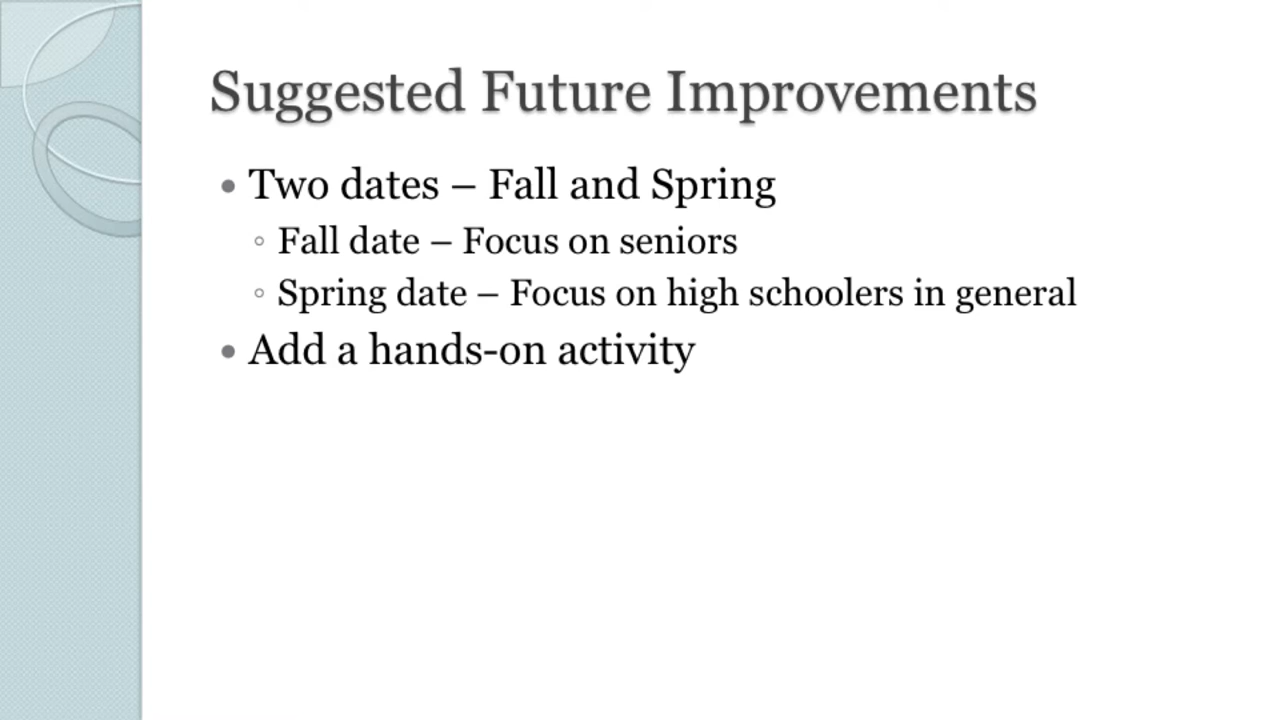 Suggested Future Improvements
• Two dates – Fall and Spring
◦ Fall date – Focus on seniors
◦ Spring date – Focus on high schoolers in general
• Add a hands-on activity